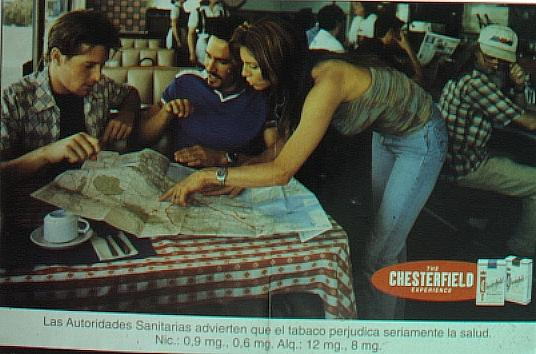 THE
CHESTERFIELD
EXPERIENCE
Chesterfield
Las Autoridades Sanitarias advierten que el tabaco perjudica seriamente la salud.
Nic.: 0,9 mg., 0,6 mg. Alq.: 12 mg., 8 mg.